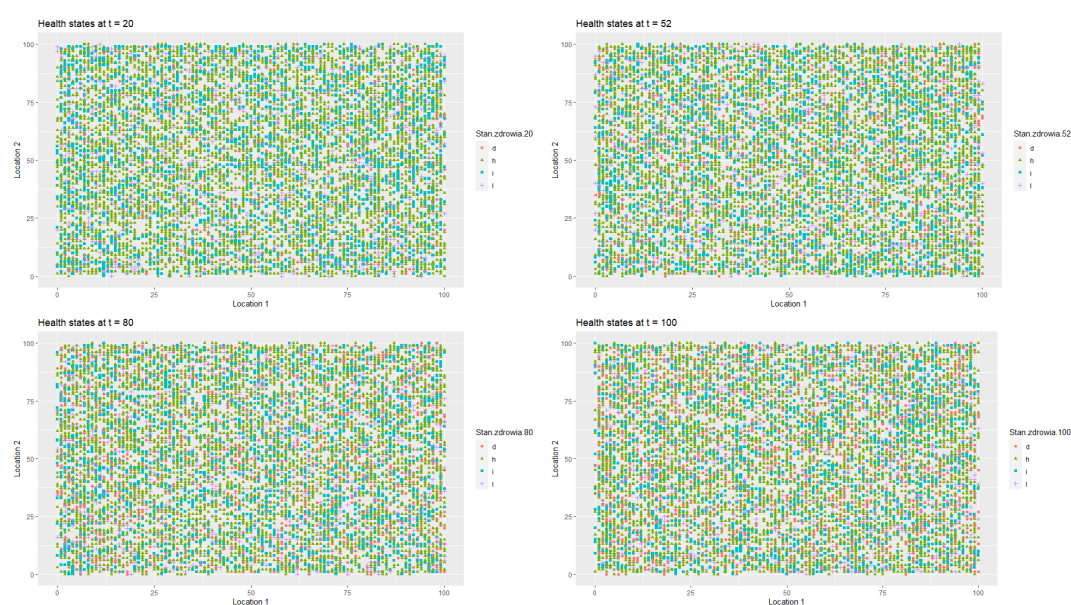 Health states at t = 20
100
75
50
25
0
Location 2
0
25
50
75
100
Location 1
Stan.zdrowia.20
d
h
i
l
Health states at t = 52
100
75
50
25
0
Location 2
0
25
50
75
100
Location 1
Stan.zdrowia.52
d
h
i
l
Health states at t = 80
100
75
50
25
0
Location 2
0
25
50
75
100
Location 1
Stan.zdrowia.80
d
h
i
l
Health states at t = 100
100
75
50
25
0
Location 2
0
25
50
75
100
Location 1
Stan.zdrowia.100
d
h
i
l